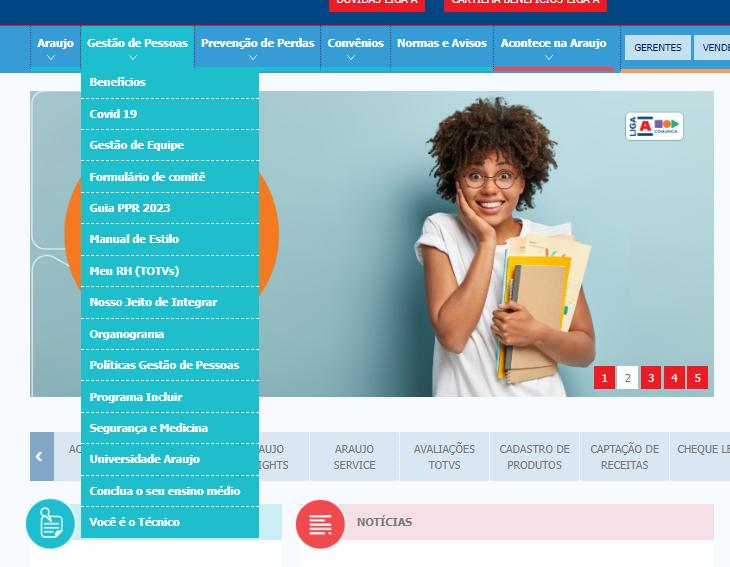 DÚVIDAS LIGA A
CARTILHA BENEFÍCIOS LIGA A
Araujo
Gestão de Pessoas
Prevenção de Perdas
Convênios
Normas e Avisos
Acontece na Araujo
GERENTES
VENDE
Benefícios
Covid 19
Gestão de Equipe
Formulário de comitê
Guia PPR 2023
Manual de Estilo
Meu RH (TOTVs)
Nosso Jeito de Integrar
Organograma
Políticas Gestão de Pessoas
Programa Incluir
Segurança e Medicina
Universidade Araujo
Conclua o seu ensino médio
Você é o Técnico
LIGA
A
COMUNICA
1 2 3 4 5
AC
AUJO
IGHTS
ARAUJO
SERVICE
AVALIAÇÕES
TOTVS
CADASTRO DE
PRODUTOS
CAPTAÇÃO DE
RECEITAS
CHEQUE LE
NOTÍCIAS